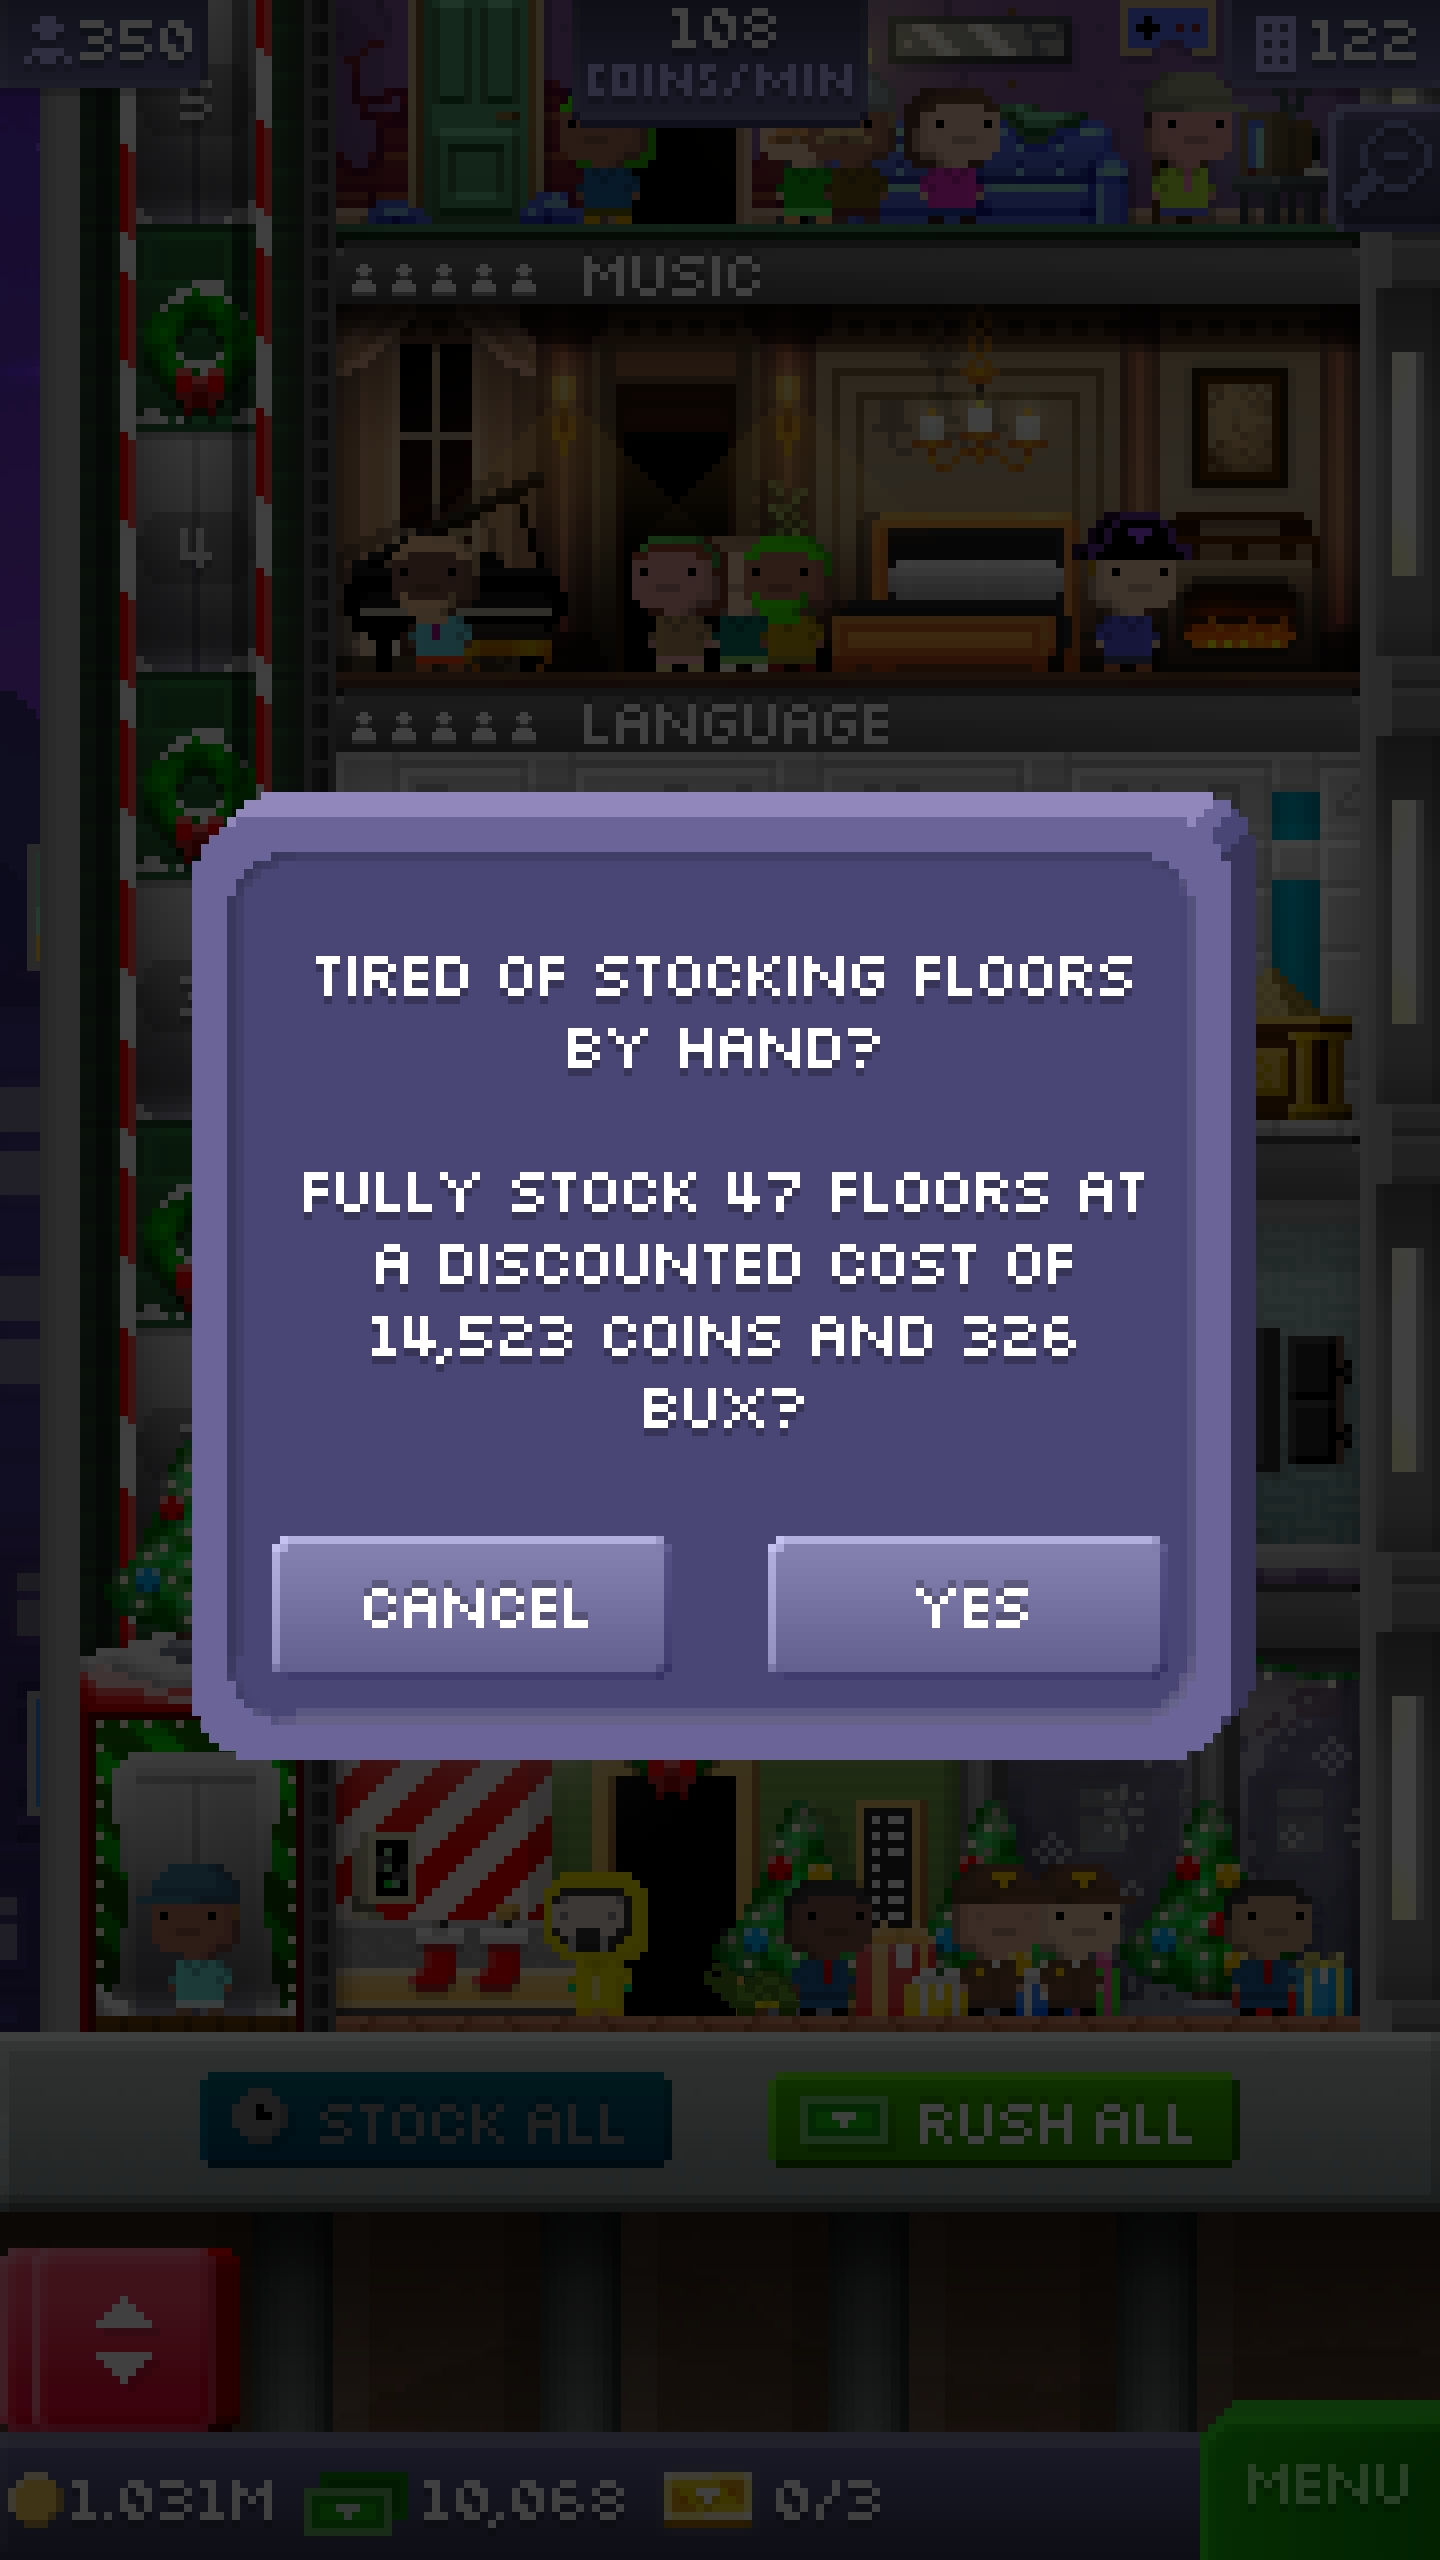 350
108
COINS/MIN
122
5
MUSIC
4
LANGUAGE
TIRED OF STOCKING FLOORS
BY HAND?
FULLY STOCK 47 FLOORS AT
A DISCOUNTED COST OF
14,523 COINS AND 326
BUX?
CANCEL
YES
STOCK ALL
RUSH ALL
1.031M
10,068
0/3
MENU